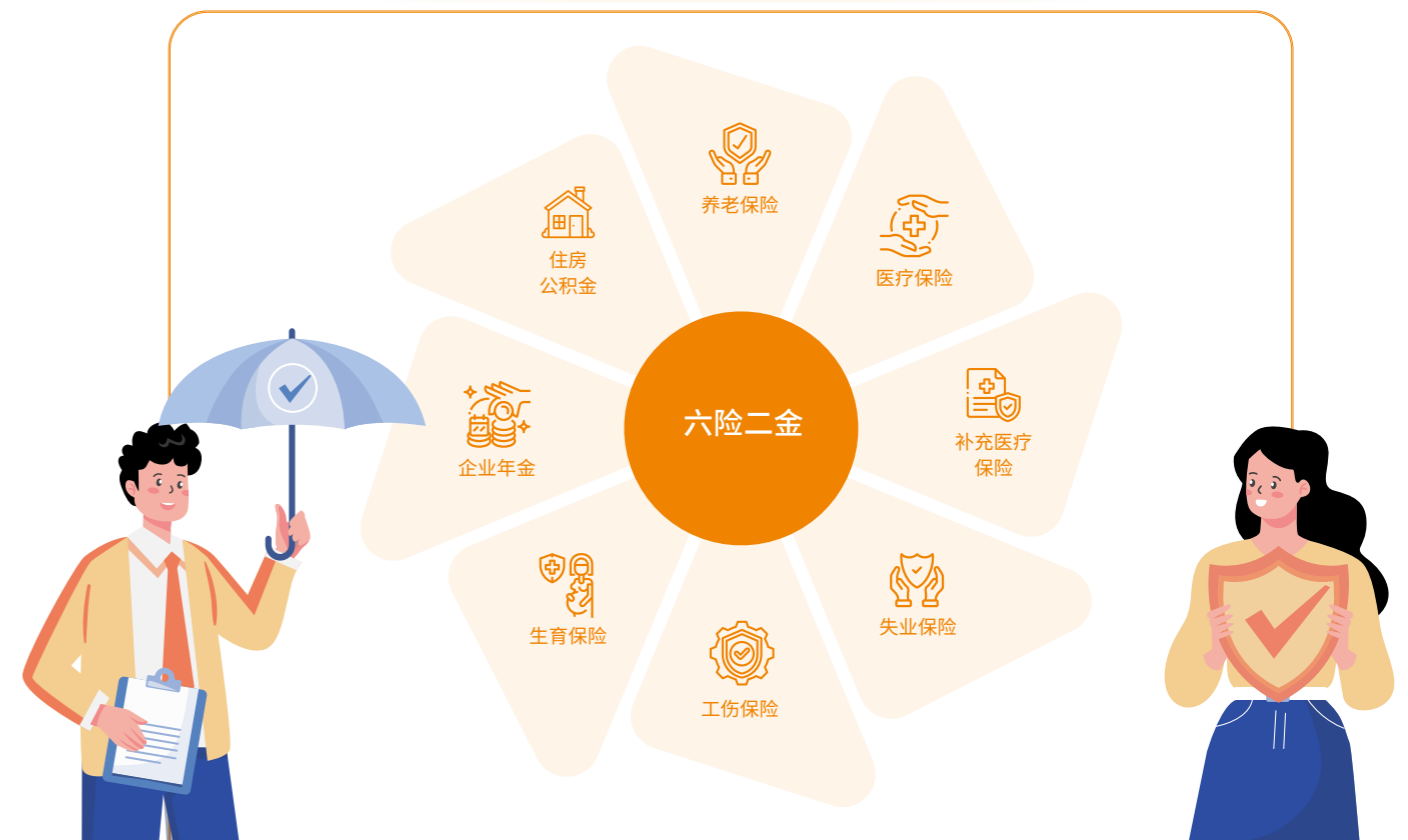 养老保险
医疗保险
住房
公积金
六险二金
补充医疗
保险
企业年金
失业保险
生育保险
工伤保险